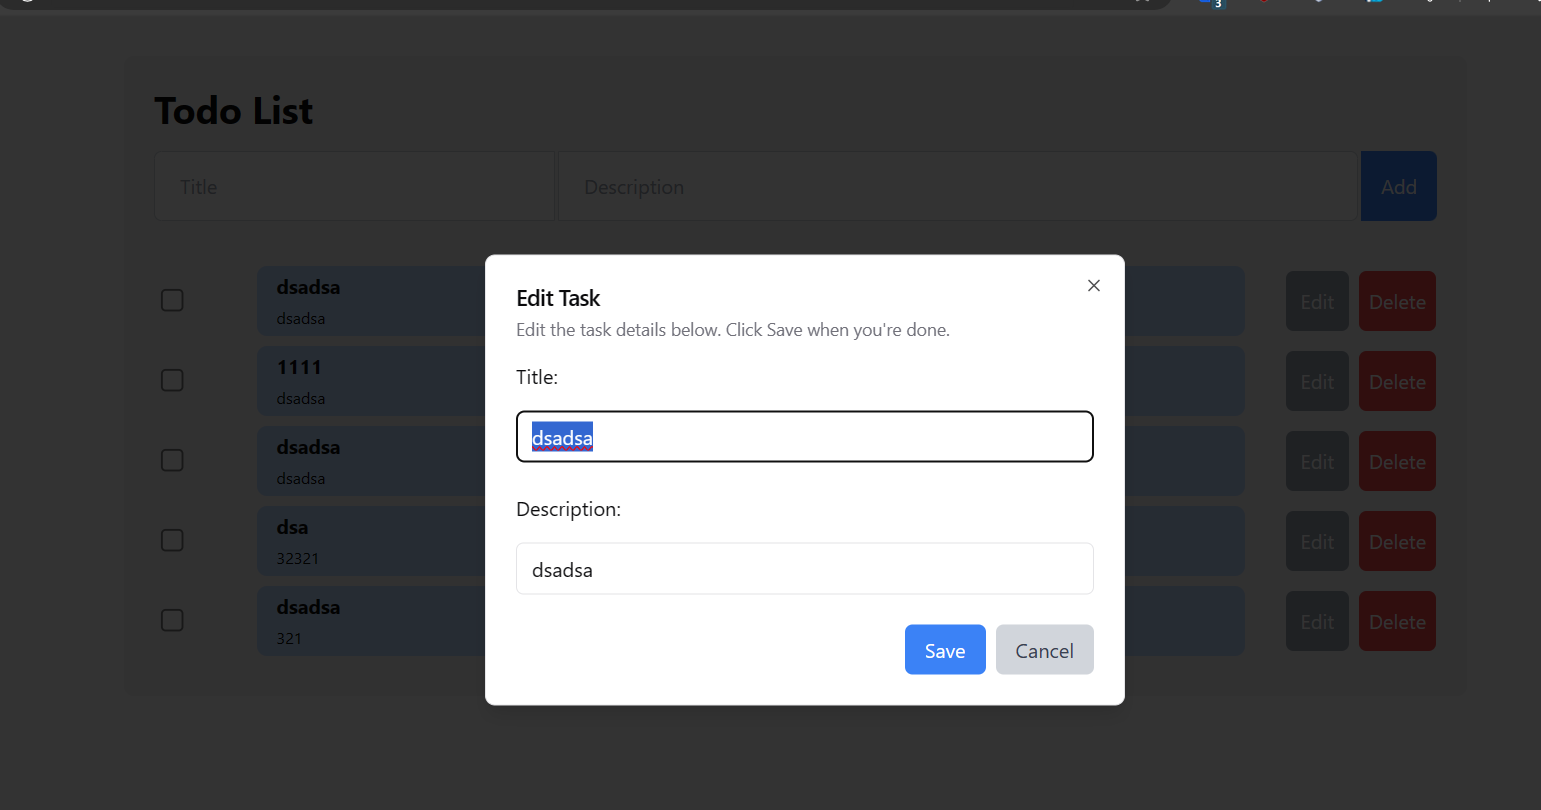 3
Todo List
Title Description Add
dsadsa
dsadsa
Edit Delete
1111
dsadsa
Edit Delete
dsadsa
dsadsa
Edit Delete
dsa
32321
Edit Delete
dsadsa
321
Edit Delete
Edit Task
Edit the task details below. Click Save when you're done.
Title:
dsadsa
Description:
dsadsa
Save Cancel